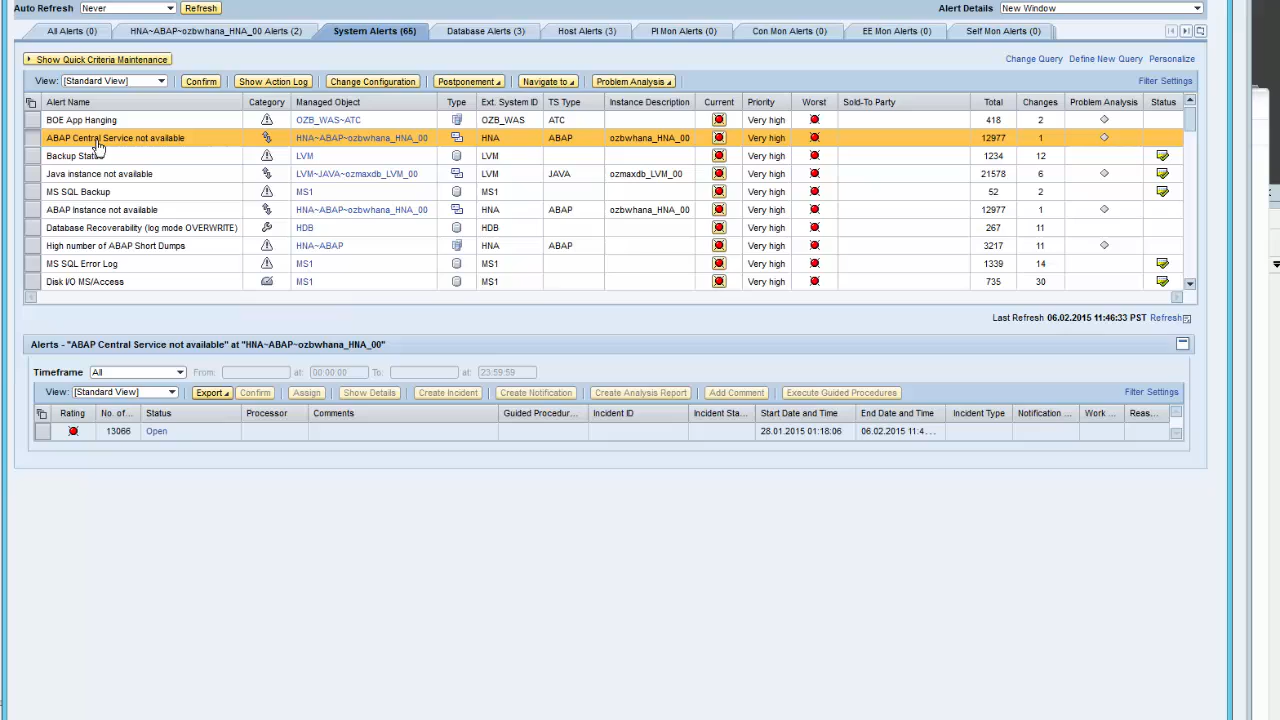 Auto Refresh Never Refresh Alert Details New Window
All Alerts (0) HNA~ABAP~ozbwhana_HNA_00 Alerts (2) System Alerts (65) Database Alerts (3) Host Alerts (3) PI Mon Alerts (0) Con Mon Alerts (0) EE Mon Alerts (0) Self Mon Alerts (0)
Show Quick Criteria Maintenance Change Query Define New Query Personalize
View: [Standard View] Confirm Show Action Log Change Configuration Postponement Navigate to Problem Analysis Filter Settings
Alert Name Category Managed Object Type Ext. System ID TS Type Instance Description Current Priority Worst Sold-To Party Total Changes Problem Analysis Status
BOE App Hanging OZB_WAS~ATC OZB_WAS ATC Very high 418 2
ABAP Central Service not available HNA~ABAP~ozbwhana_HNA_00 HNA ABAP ozbwhana_HNA_00 Very high 12977 1
Backup Status LVM LVM Very high 1234 12
Java instance not available LVM~JAVA~ozmaxdb_LVM_00 LVM JAVA ozmaxdb_LVM_00 Very high 21578 6
MS SQL Backup MS1 MS1 Very high 52 2
ABAP Instance not available HNA~ABAP~ozbwhana_HNA_00 HNA ABAP ozbwhana_HNA_00 Very high 12977 1
Database Recoverability (log mode OVERWRITE) HDB HDB Very high 267 11
High number of ABAP Short Dumps HNA~ABAP HNA ABAP Very high 3217 11
MS SQL Error Log MS1 MS1 Very high 1339 14
Disk I/O MS/Access MS1 MS1 Very high 735 30
Last Refresh 06.02.2015 11:46:33 PST Refresh
Alerts - "ABAP Central Service not available" at "HNA~ABAP~ozbwhana_HNA_00"
Timeframe All From: at: 00:00:00 To: at: 23:59:59
View: [Standard View] Export Confirm Assign Show Details Create Incident Create Notification Create Analysis Report Add Comment Execute Guided Procedures Filter Settings
Rating No. of... Status Processor Comments Guided Procedur... Incident ID Incident Sta... Start Date and Time End Date and Time Incident Type Notification ... Work ... Reas...
13066 Open 28.01.2015 01:18:06 06.02.2015 11:4...